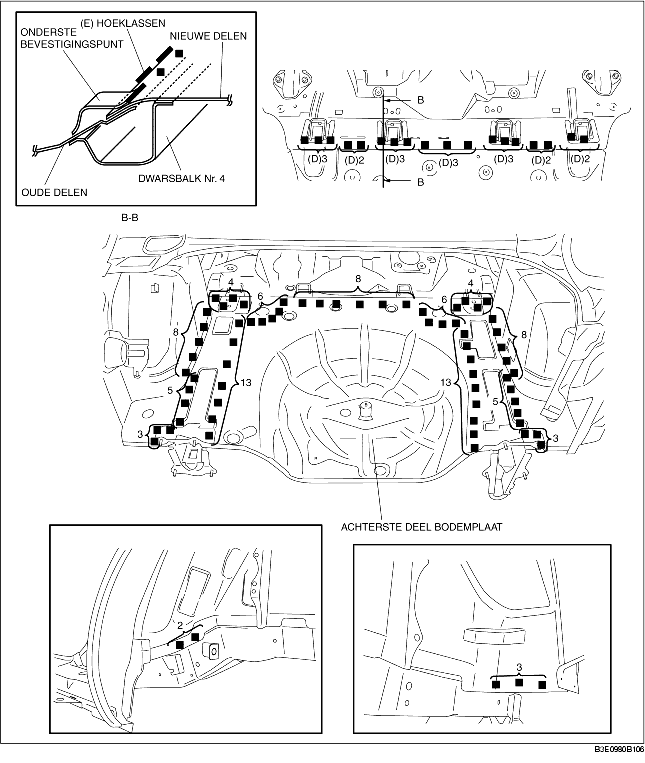 (E) HOEKLASSEN
ONDERSTE
BEVESTIGINGSPUNT
NIEUWE DELEN
OUDE DELEN
DWARSBALK Nr. 4
B-B
B
(D)3 (D)2 (D)3 (D)3 (D)3 (D)2 (D)2
B
4 6 8 6 4
8 8
5 13 13 5
3 3
ACHTERSTE DEEL BODEMPLAAT
2
3
B3E0980B106